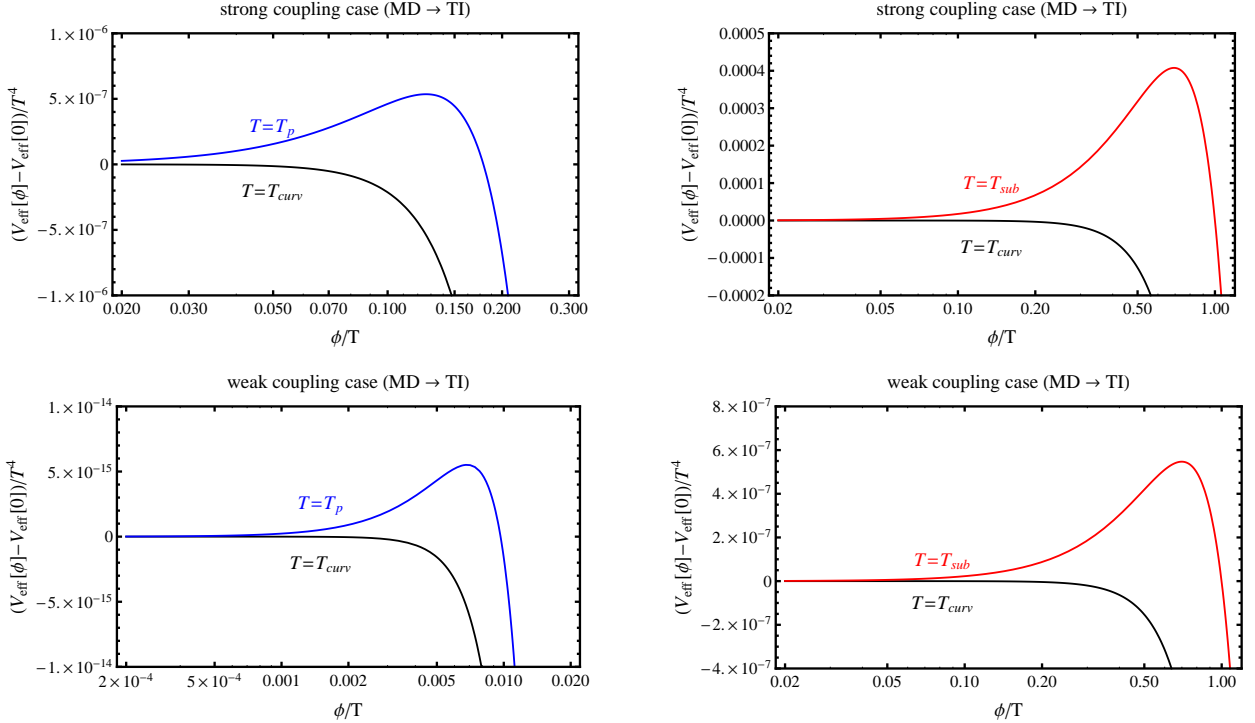 strong coupling case (MD → TI)
(V_eff[ϕ]−V_eff[0])/T^4
1.×10^-6
5.×10^-7
0
−5.×10^-7
−1.×10^-6
T=T_p
T=T_curv
0.020 0.030 0.050 0.070 0.100 0.150 0.200 0.300
ϕ/T
strong coupling case (MD → TI)
(V_eff[ϕ]−V_eff[0])/T^4
0.0005
0.0004
0.0003
0.0002
0.0001
0.0000
−0.0001
−0.0002
T=T_sub
T=T_curv
0.02 0.05 0.10 0.20 0.50 1.00
ϕ/T
weak coupling case (MD → TI)
(V_eff[ϕ]−V_eff[0])/T^4
1.×10^-14
5.×10^-15
0
−5.×10^-15
−1.×10^-14
T=T_p
T=T_curv
2×10^-4 5×10^-4 0.001 0.002 0.005 0.010 0.020
ϕ/T
weak coupling case (MD → TI)
(V_eff[ϕ]−V_eff[0])/T^4
8.×10^-7
6.×10^-7
4.×10^-7
2.×10^-7
0
−2.×10^-7
−4.×10^-7
T=T_sub
T=T_curv
0.02 0.05 0.10 0.20 0.50 1.00
ϕ/T